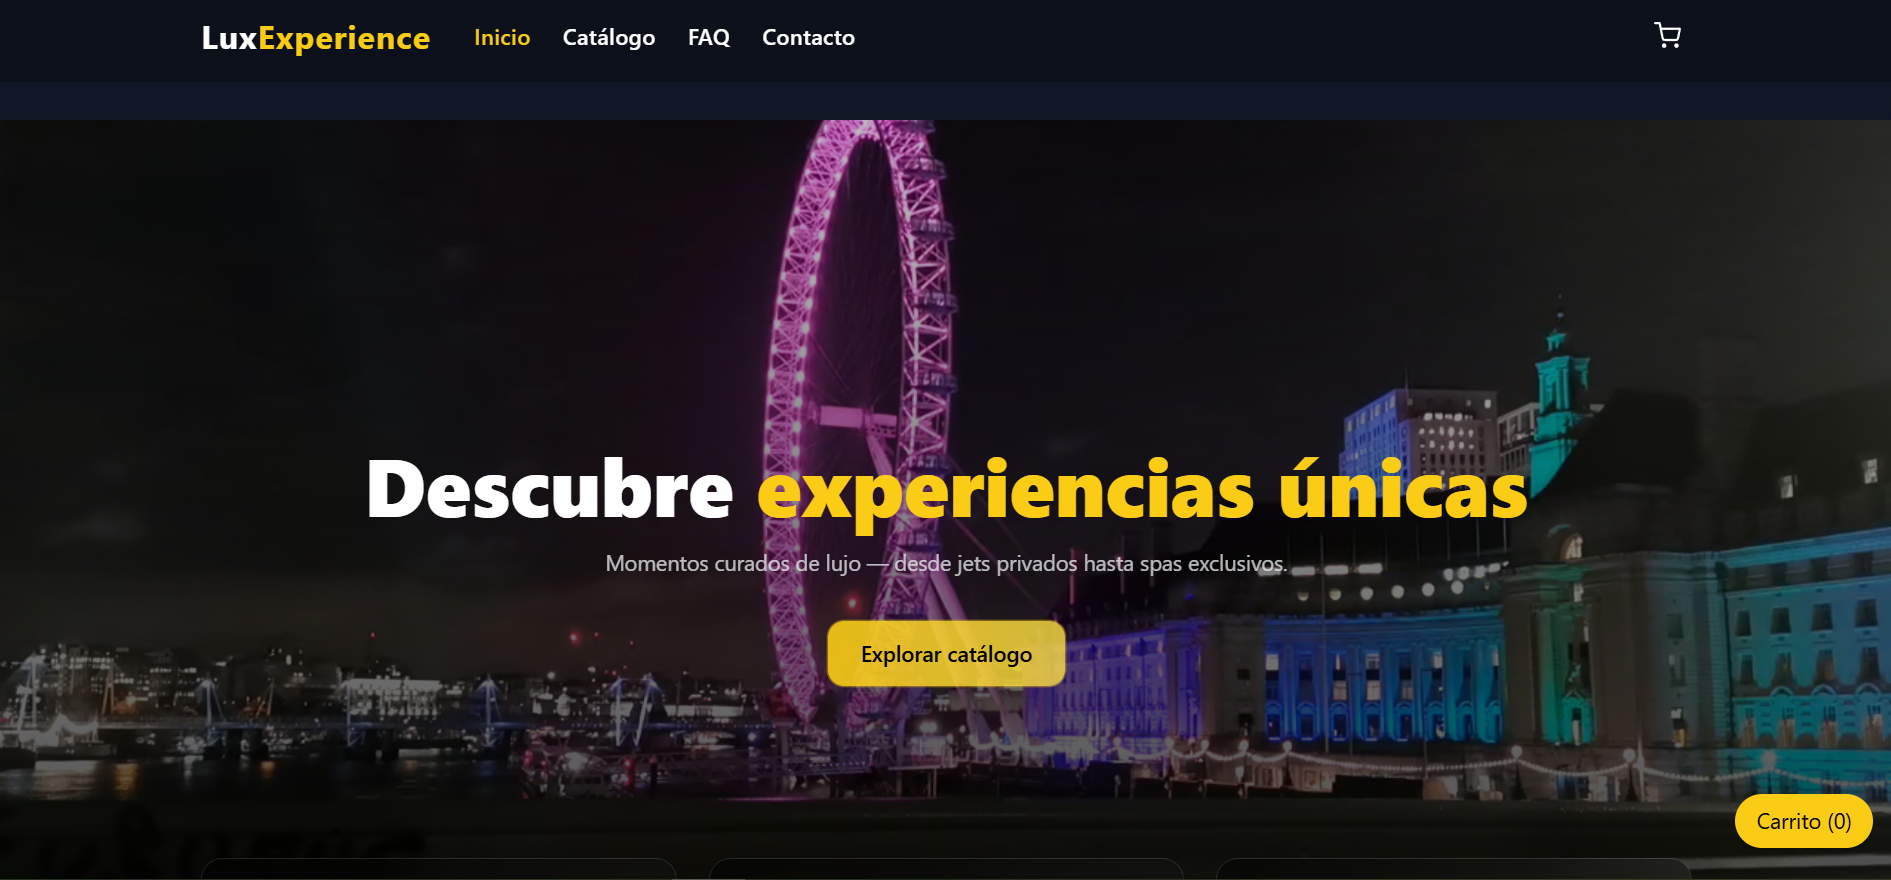 LuxExperience Inicio Catálogo FAQ Contacto
Descubre experiencias únicas
Momentos curados de lujo — desde jets privados hasta spas exclusivos.
Explorar catálogo
Carrito (0)